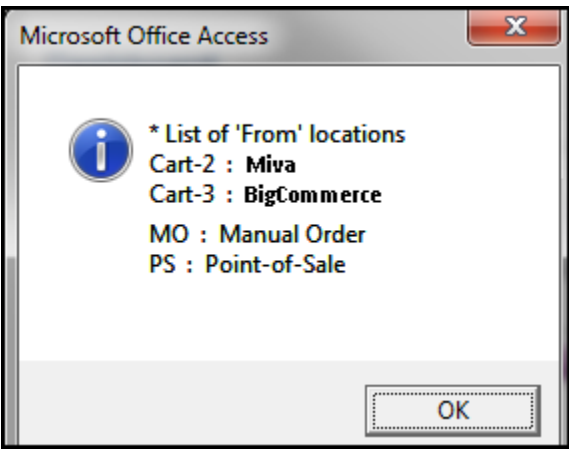 Microsoft Office Access
* List of 'From' locations
Cart-2 : Miva
Cart-3 : BigCommerce
MO : Manual Order
PS : Point-of-Sale
OK